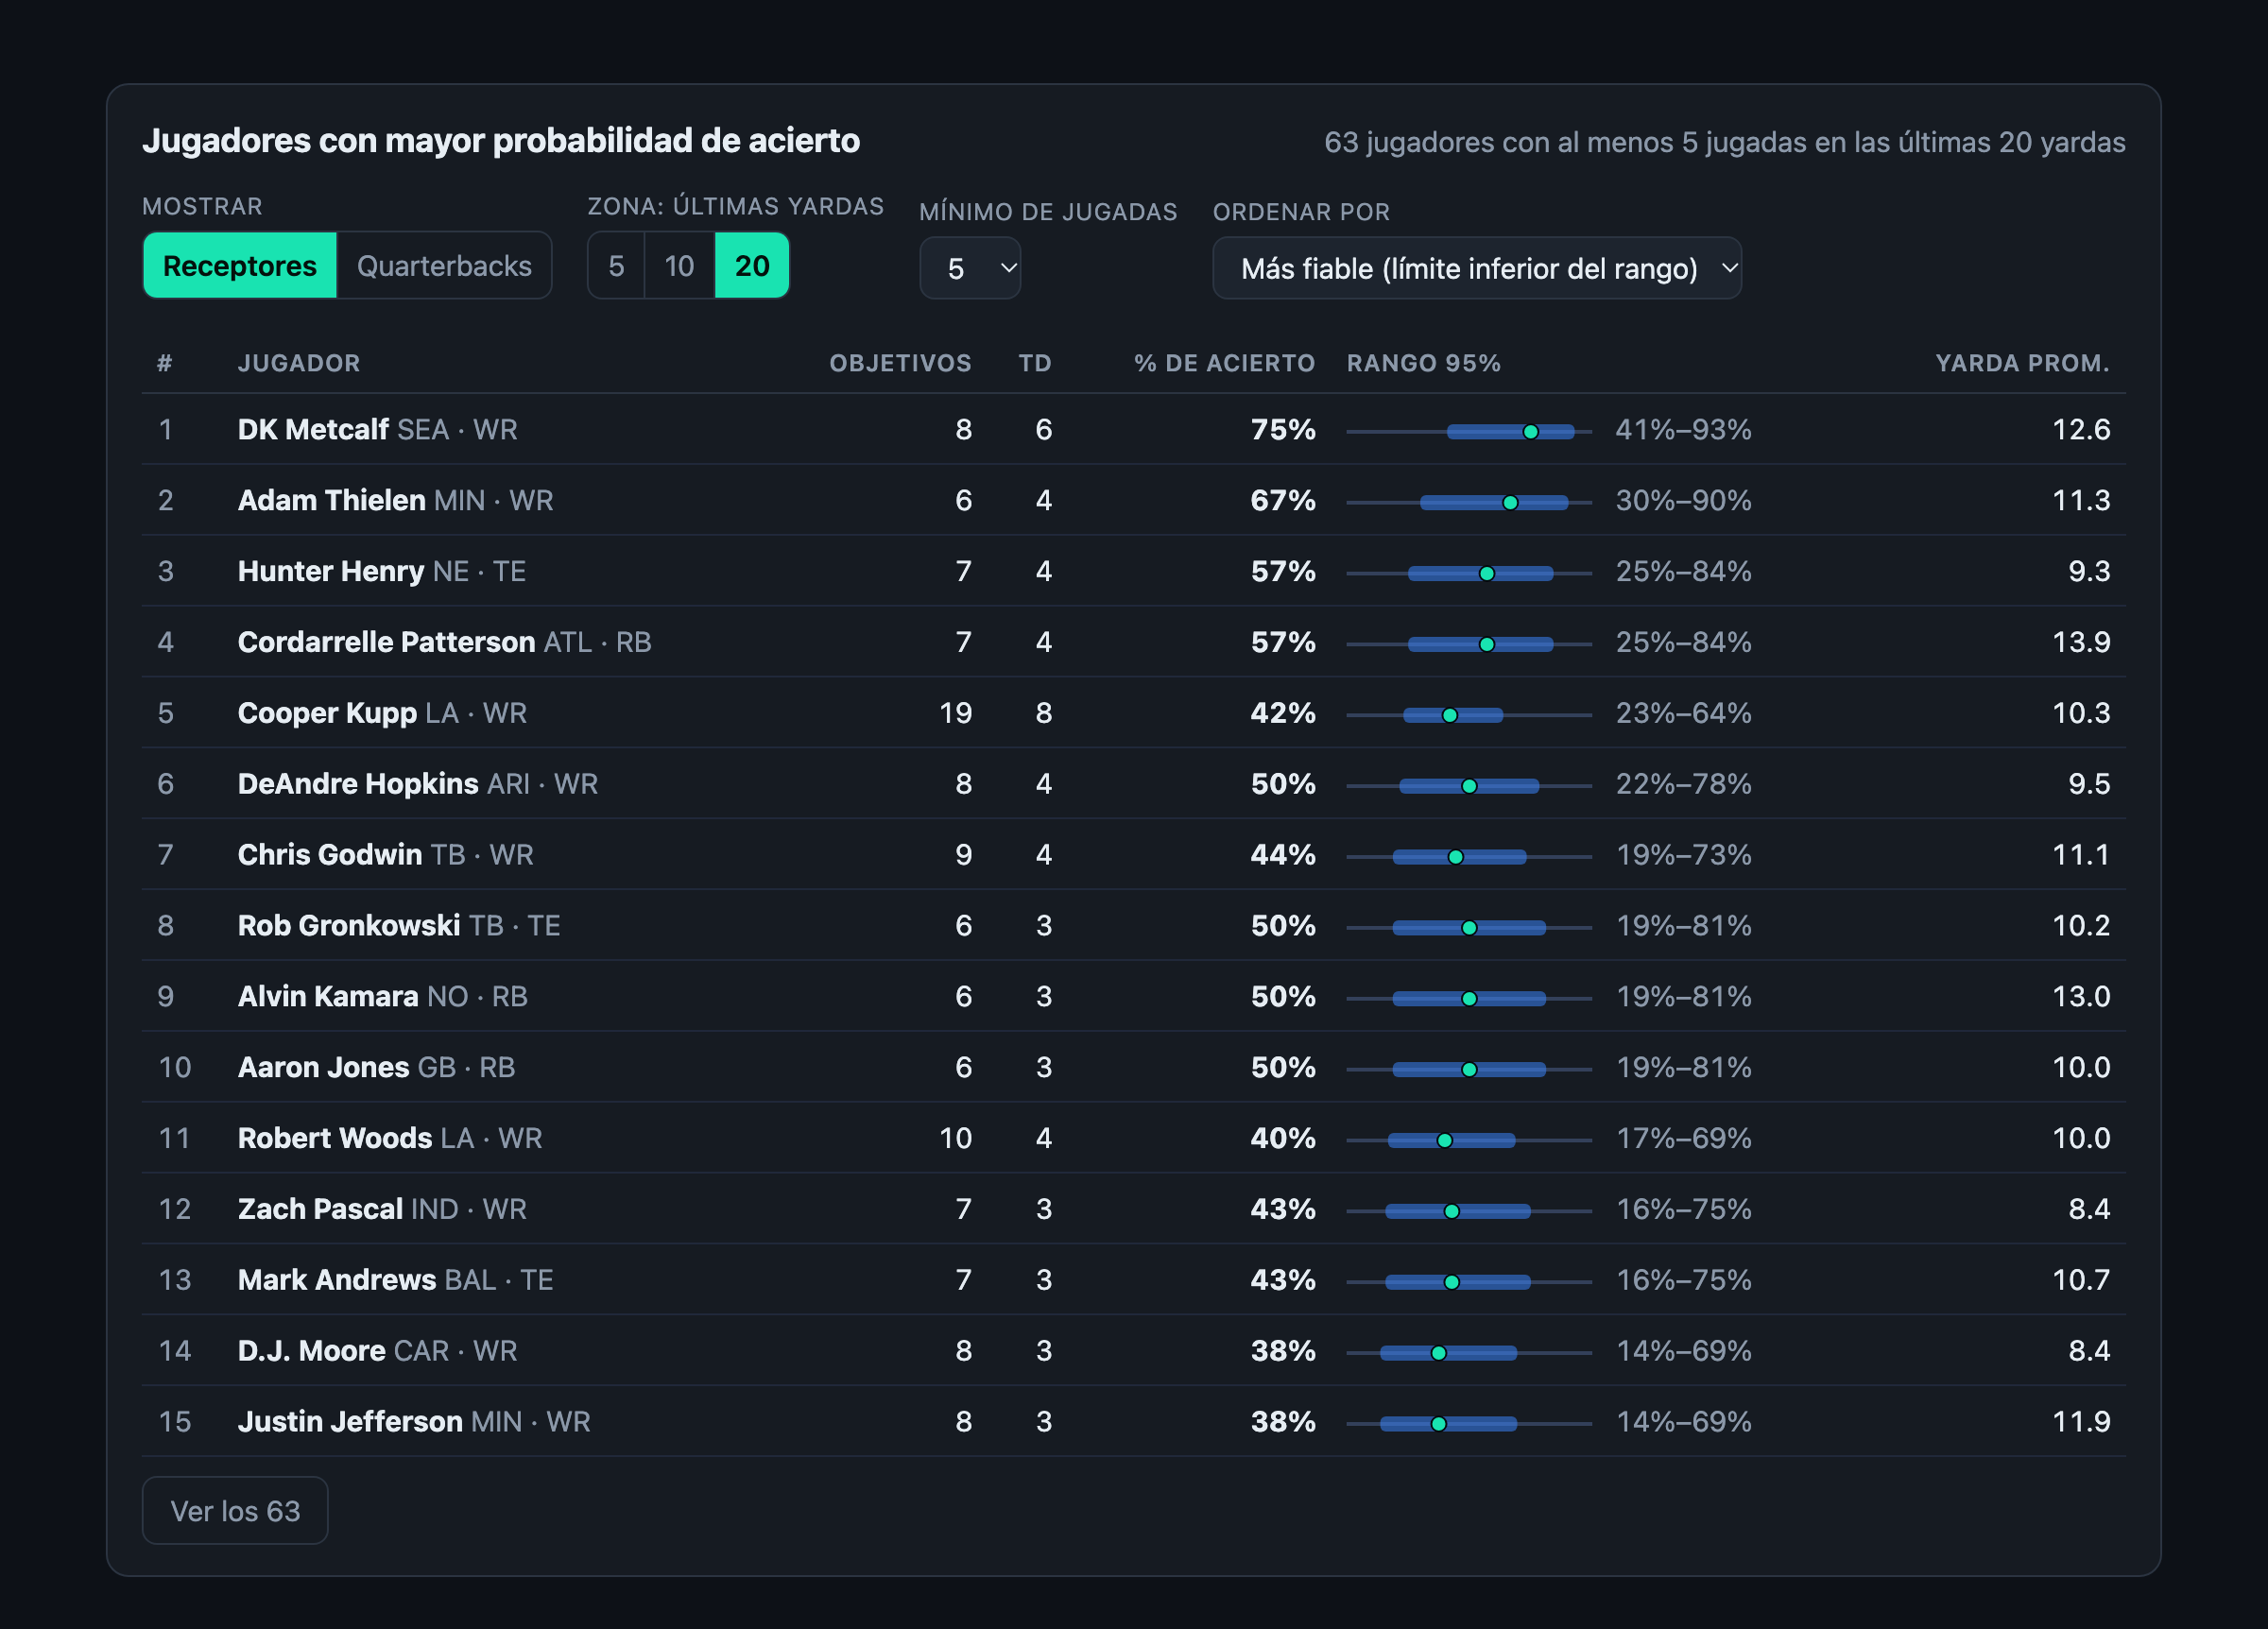 Jugadores con mayor probabilidad de acierto
63 jugadores con al menos 5 jugadas en las últimas 20 yardas
MOSTRAR
Receptores Quarterbacks
ZONA: ÚLTIMAS YARDAS
5 10 20
MÍNIMO DE JUGADAS
5
ORDENAR POR
Más fiable (límite inferior del rango)
# JUGADOR OBJETIVOS TD % DE ACIERTO RANGO 95% YARDA PROM.
1 DK Metcalf SEA · WR 8 6 75% 41%–93% 12.6
2 Adam Thielen MIN · WR 6 4 67% 30%–90% 11.3
3 Hunter Henry NE · TE 7 4 57% 25%–84% 9.3
4 Cordarrelle Patterson ATL · RB 7 4 57% 25%–84% 13.9
5 Cooper Kupp LA · WR 19 8 42% 23%–64% 10.3
6 DeAndre Hopkins ARI · WR 8 4 50% 22%–78% 9.5
7 Chris Godwin TB · WR 9 4 44% 19%–73% 11.1
8 Rob Gronkowski TB · TE 6 3 50% 19%–81% 10.2
9 Alvin Kamara NO · RB 6 3 50% 19%–81% 13.0
10 Aaron Jones GB · RB 6 3 50% 19%–81% 10.0
11 Robert Woods LA · WR 10 4 40% 17%–69% 10.0
12 Zach Pascal IND · WR 7 3 43% 16%–75% 8.4
13 Mark Andrews BAL · TE 7 3 43% 16%–75% 10.7
14 D.J. Moore CAR · WR 8 3 38% 14%–69% 8.4
15 Justin Jefferson MIN · WR 8 3 38% 14%–69% 11.9
Ver los 63